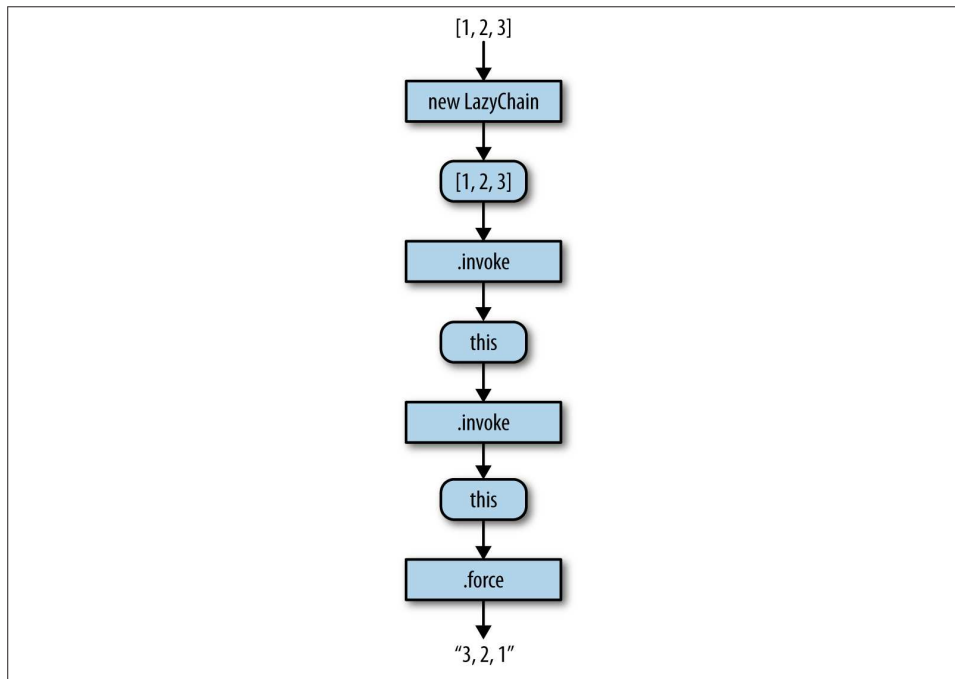 [1, 2, 3]
new LazyChain
[1, 2, 3]
.invoke
this
.invoke
this
.force
“3, 2, 1”